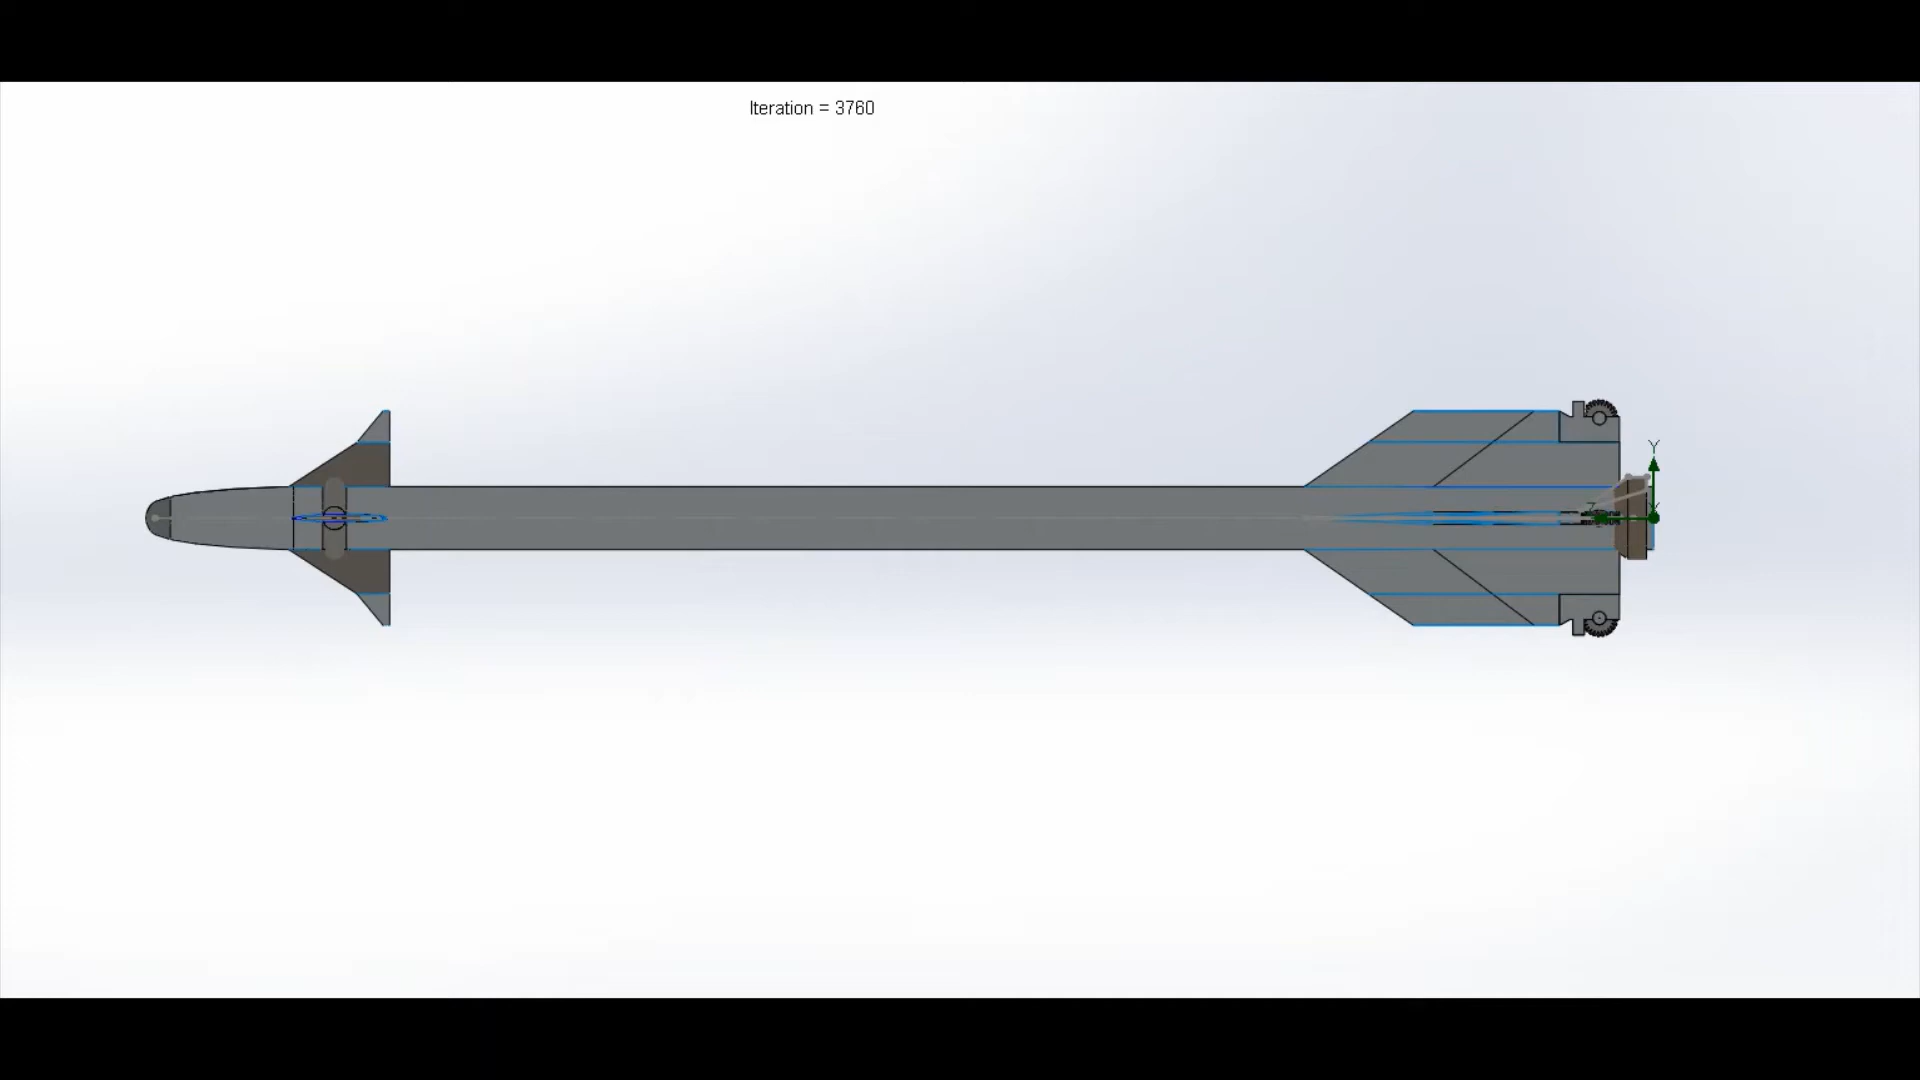 Iteration = 3760
Y
Z